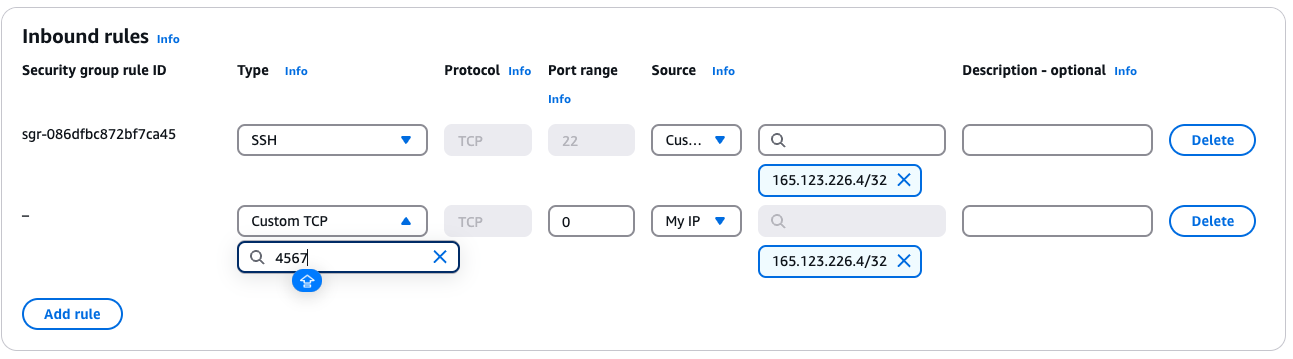 Inbound rules Info
Security group rule ID Type Info Protocol Info Port range Info Source Info Description - optional Info
sgr-086dfbc872bf7ca45 SSH TCP 22 Cus... Delete
165.123.226.4/32
– Custom TCP TCP 0 My IP Delete
4567 165.123.226.4/32
Add rule